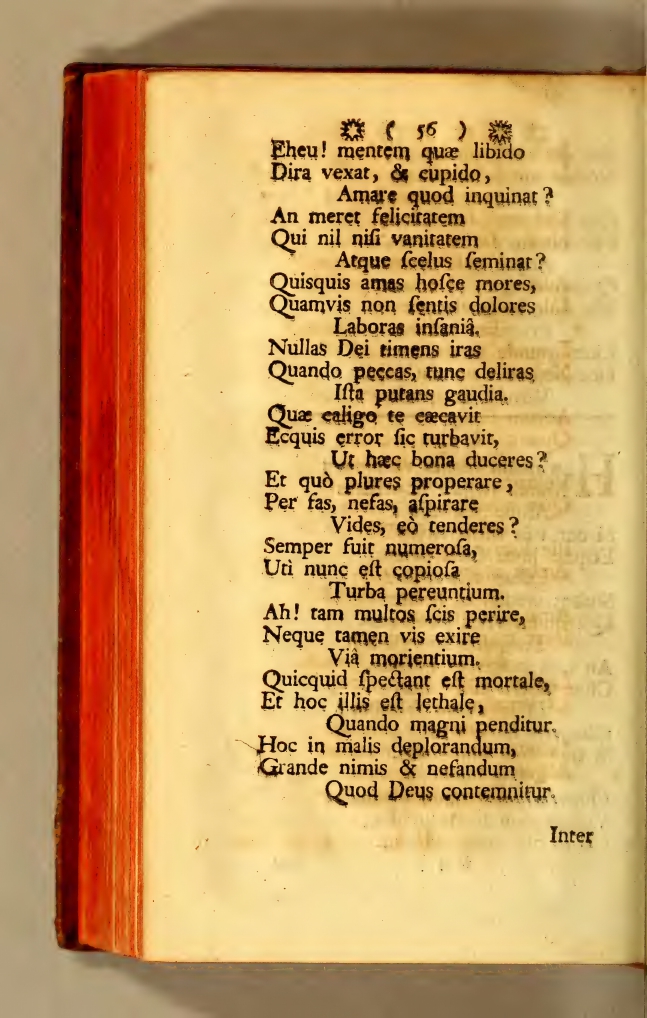 ( 56 )
Eheu! mentem quæ libido
Dira vexat, & cupido,
Amare quod inquinat?
An meret felicitatem
Qui nil niſi vanitatem
Atque ſcelus ſeminat?
Quisquis amas hoſce mores,
Quamvis non ſentis dolores
Laboras inſaniâ.
Nullas Dei timens iras
Quando peccas, tunc deliras
Iſta putans gaudia.
Quæ caligo te cæcavit
Ecquis error ſic turbavit,
Ut hæc bona duceres?
Et quò plures properare,
Per fas, nefas, aſpirare
Vides, eò tenderes?
Semper fuit numeroſa,
Uti nunc eſt copioſa
Turba pereuntium.
Ah! tam multos ſcis perire,
Neque tamen vis exire
Viâ morientium.
Quicquid ſpectant eſt mortale,
Et hoc illis eſt lethale,
Quando magni penditur.
Hoc in malis deplorandum,
Grande nimis & nefandum
Quod Deus contemnitur.
Inter